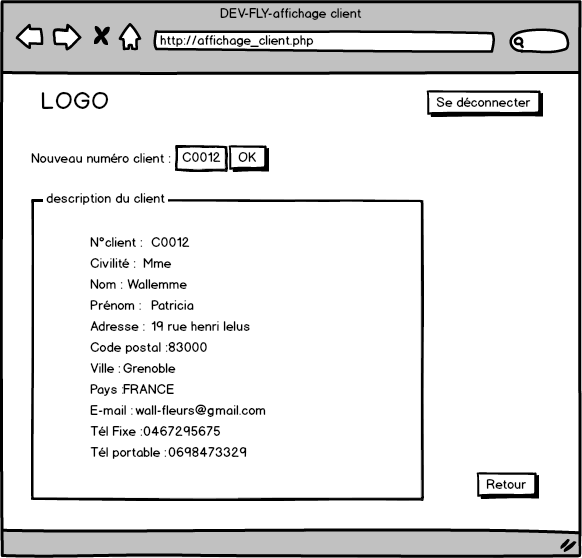 DEV-FLY-affichage client
http://affichage_client.php
LOGO
Se déconnecter
Nouveau numéro client : C0012 OK
description du client
N°client : C0012
Civilité : Mme
Nom : Wallemme
Prénom : Patricia
Adresse : 19 rue henri lelus
Code postal :83000
Ville : Grenoble
Pays :FRANCE
E-mail : wall-fleurs@gmail.com
Tél Fixe :0467295675
Tél portable :0698473329
Retour